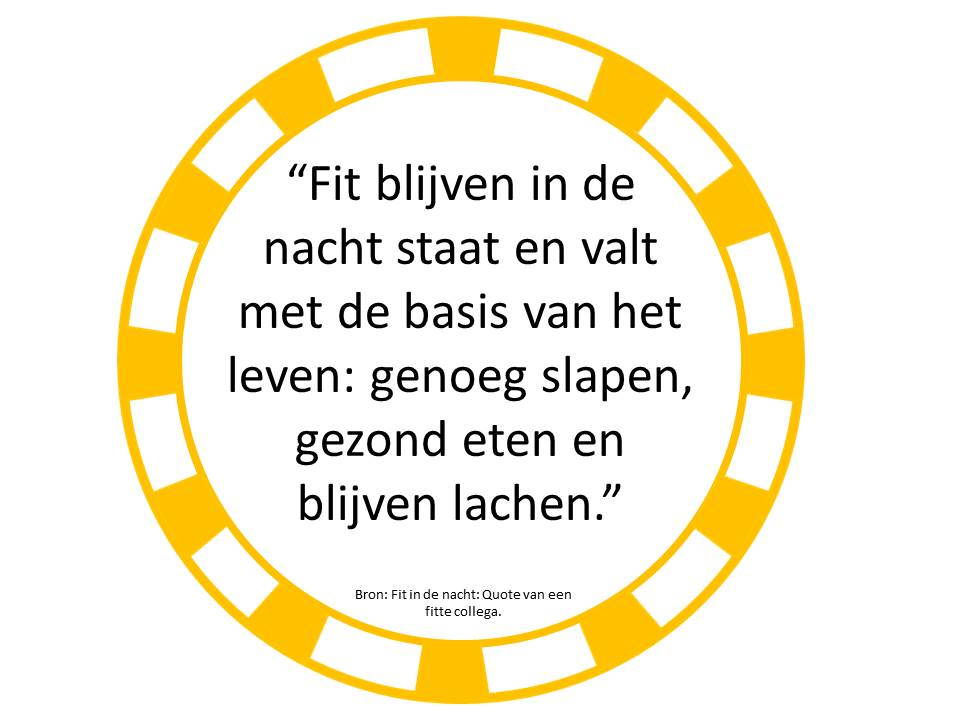 “Fit blijven in de
nacht staat en valt
met de basis van het
leven: genoeg slapen,
gezond eten en
blijven lachen.”
Bron: Fit in de nacht: Quote van een
fitte collega.